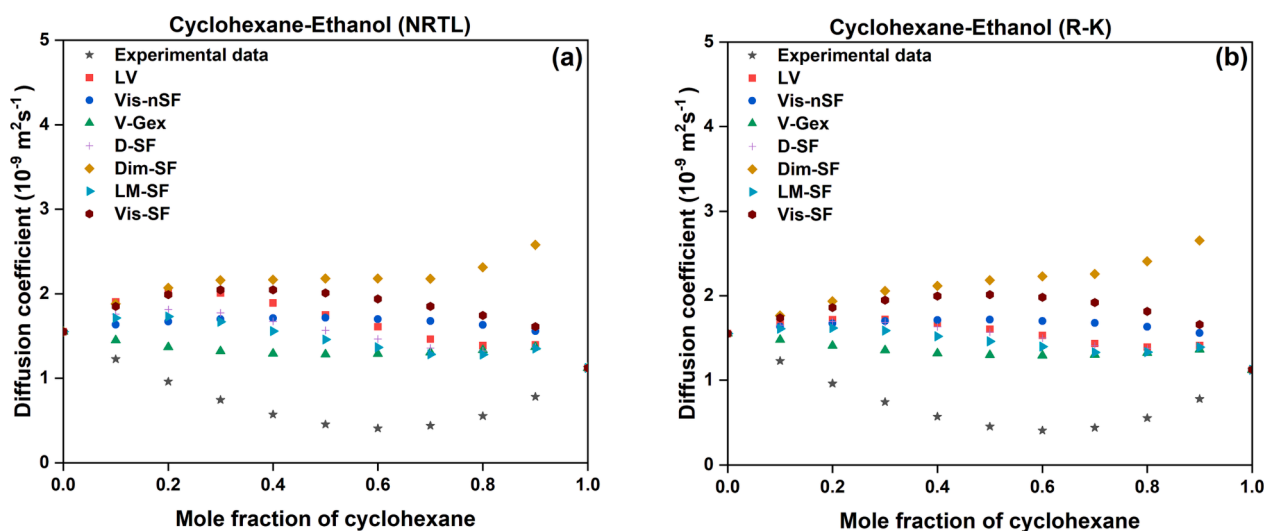 Cyclohexane-Ethanol (NRTL)
(a)
Experimental data
LV
Vis-nSF
V-Gex
D-SF
Dim-SF
LM-SF
Vis-SF
Diffusion coefficient (10⁻⁹ m²s⁻¹)
5
4
3
2
1
0
0.0 0.2 0.4 0.6 0.8 1.0
Mole fraction of cyclohexane
Cyclohexane-Ethanol (R-K)
(b)
Experimental data
LV
Vis-nSF
V-Gex
D-SF
Dim-SF
LM-SF
Vis-SF
Diffusion coefficient (10⁻⁹ m²s⁻¹)
5
4
3
2
1
0
0.0 0.2 0.4 0.6 0.8 1.0
Mole fraction of cyclohexane